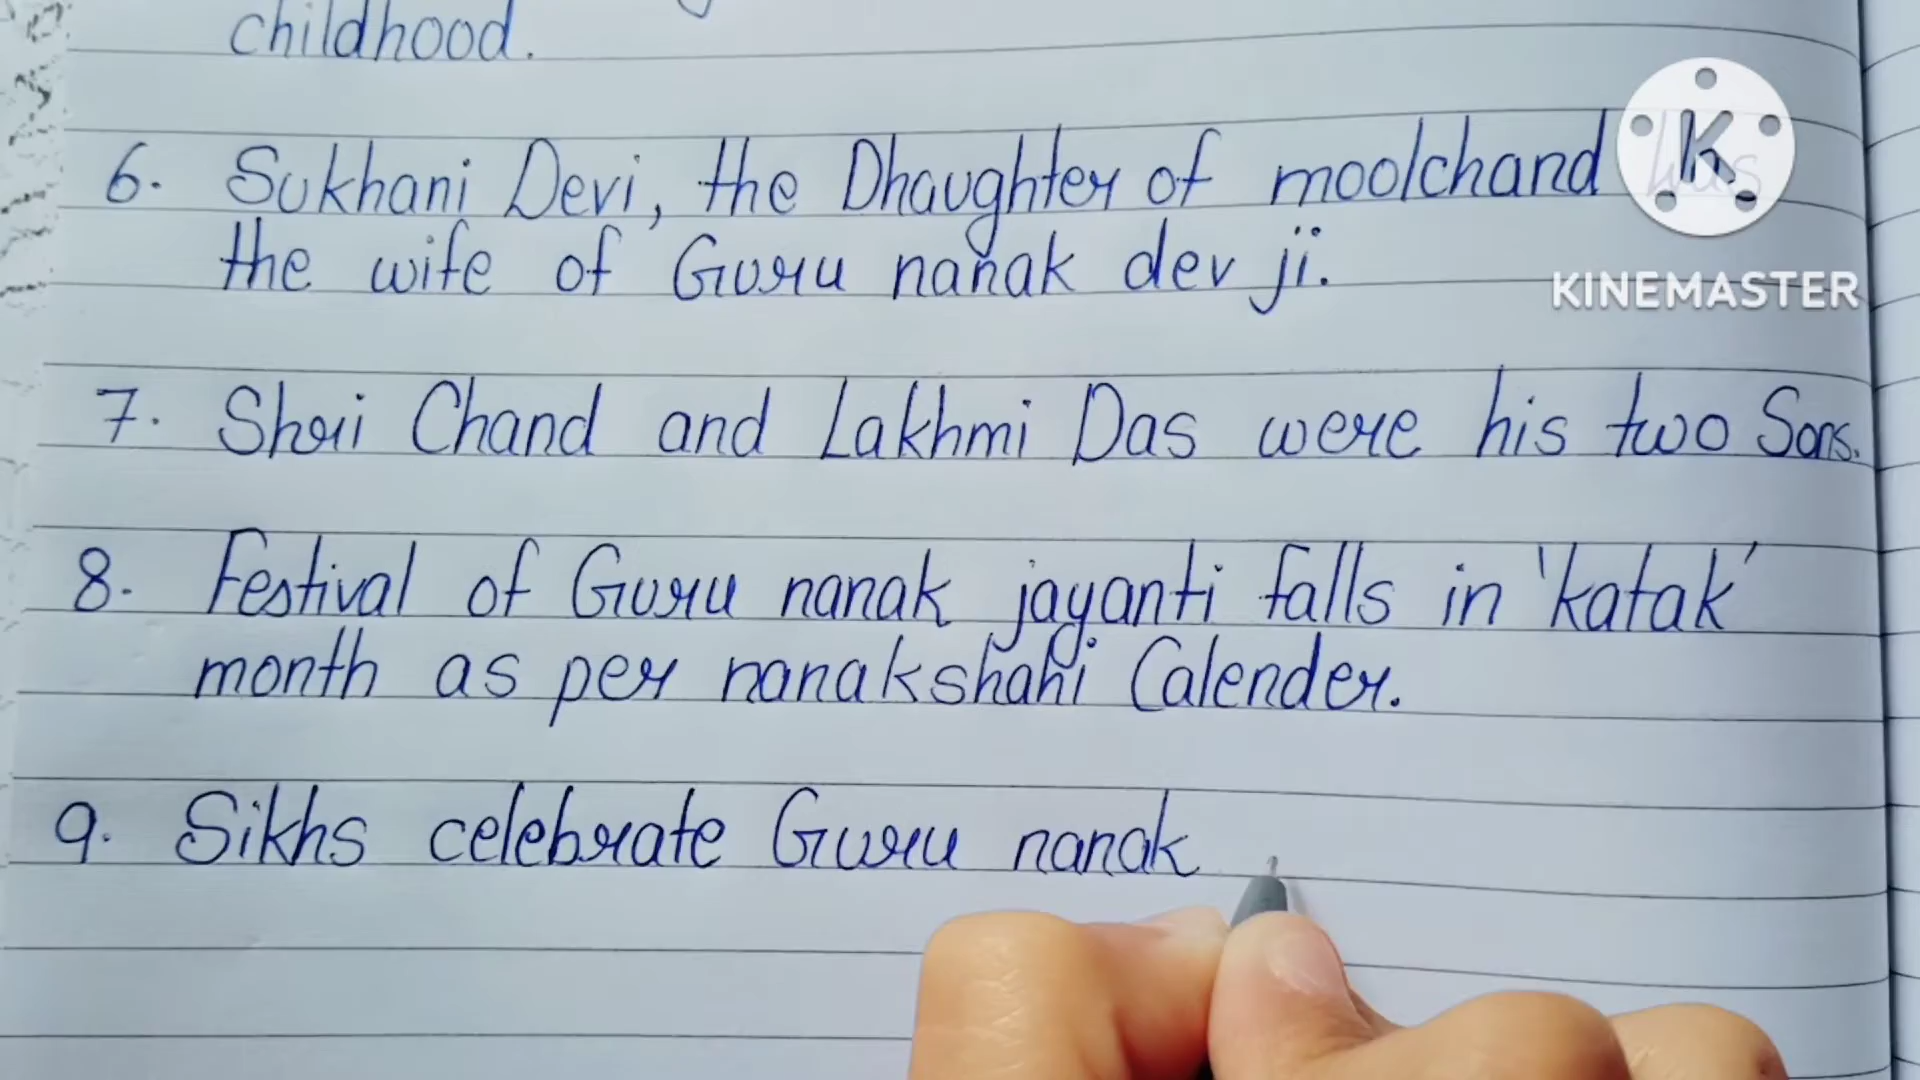 childhood.
6. Sukhani Devi, the Dhaughter of moolchand was
the wife of Guru nanak dev ji.
7. Shri Chand and Lakhmi Das were his two Sons.
8. Festival of Guru nanak jayanti falls in 'katak'
month as per nanakshahi Calender.
9. Sikhs celebrate Guru nanak
K
KINEMASTER